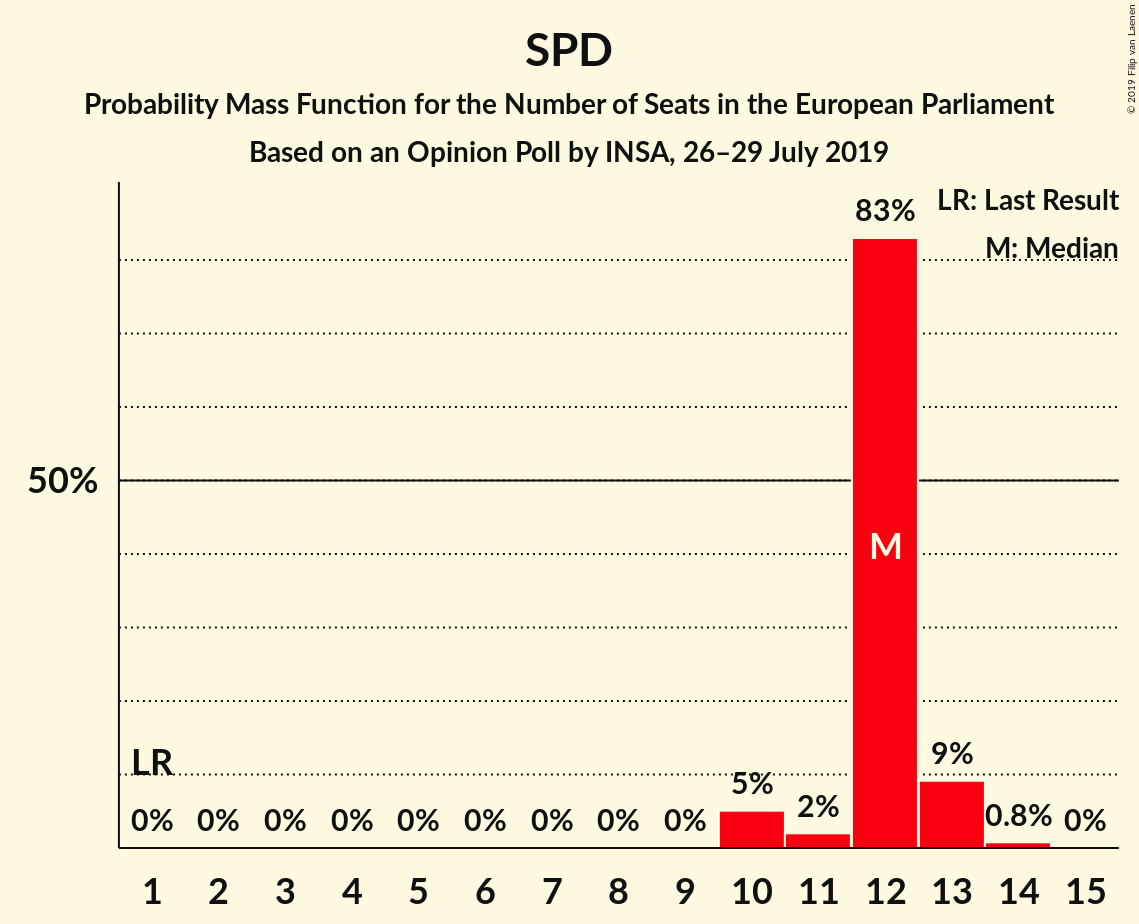 SPD
Probability Mass Function for the Number of Seats in the European Parliament
Based on an Opinion Poll by INSA, 26–29 July 2019
© 2019 Filip van Laenen
LR: Last Result
M: Median
83%
50%
M
LR
0% 0% 0% 0% 0% 0% 0% 0% 0% 5% 2% 9% 0.8% 0%
1 2 3 4 5 6 7 8 9 10 11 12 13 14 15